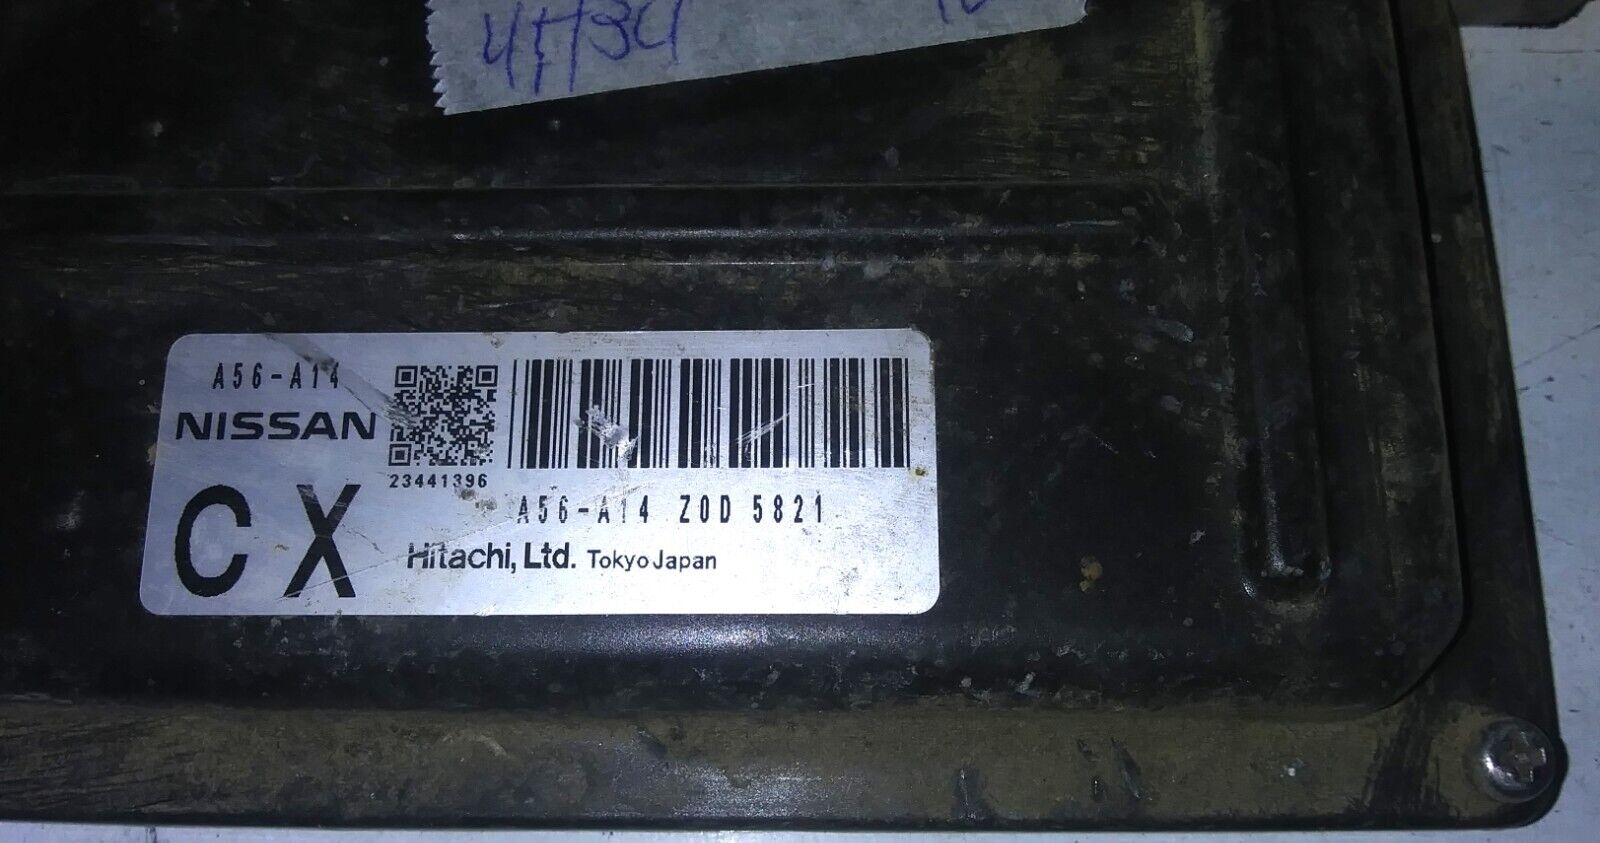 A56-A14
NISSAN
23441396
CX
A56-A14 Z0D 5821
Hitachi, Ltd. Tokyo Japan